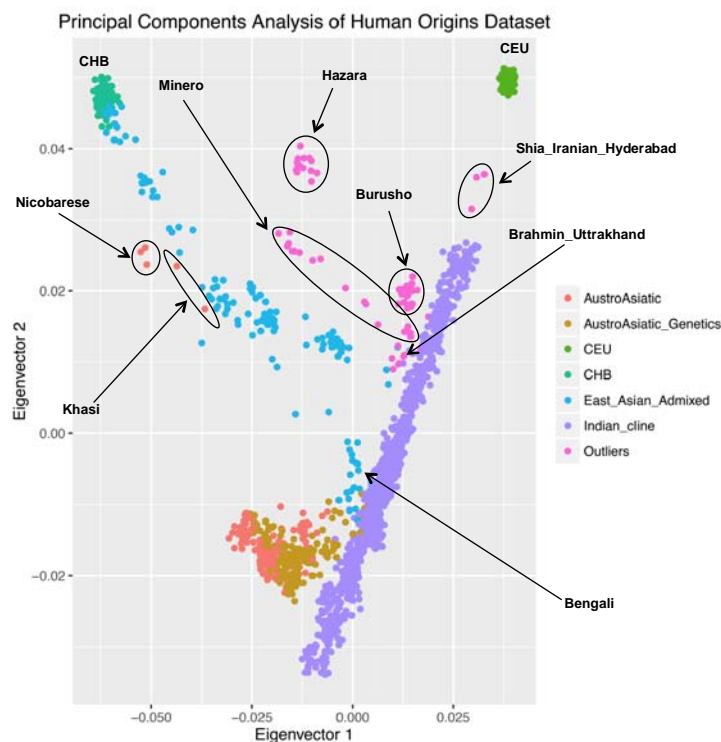 Principal Components Analysis of Human Origins Dataset
CHB
CEU
Hazara
Minero
Shia_Iranian_Hyderabad
Burusho
Nicobarese
Brahmin_Uttrakhand
Khasi
Bengali
0.04
0.02
0.00
−0.02
Eigenvector 2
−0.050
−0.025
0.000
0.025
Eigenvector 1
AustroAsiatic
AustroAsiatic_Genetics
CEU
CHB
East_Asian_Admixed
Indian_cline
Outliers